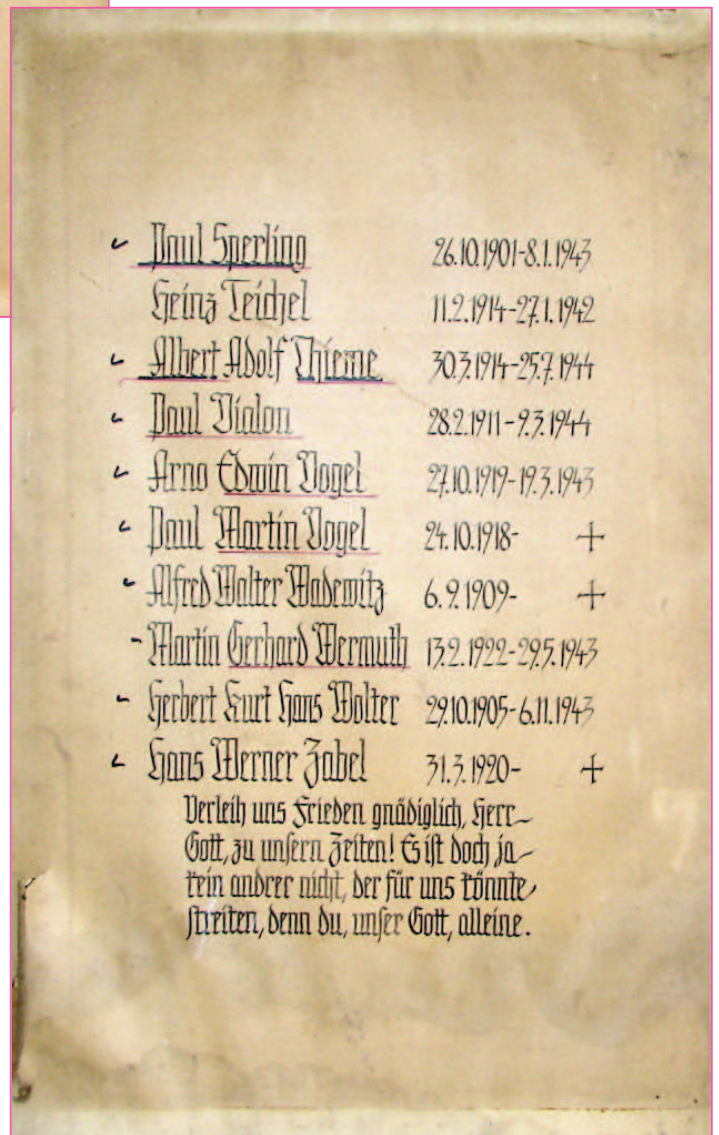 Paul Sperling 26.10.1901-8.1.1943
Heinz Teichel 11.2.1914-27.1.1942
Albert Adolf Thieme 30.3.1914-25.7.1944
Paul Vialon 28.2.1911-9.3.1944
Arno Edwin Vogel 27.10.1919-19.3.1943
Paul Martin Vogel 24.10.1918- +
Alfred Walter Wadewitz 6.9.1909- +
Martin Gerhard Wermuth 13.2.1922-29.5.1943
Herbert Kurt Hans Wolter 29.10.1905-6.11.1943
Hans Werner Zabel 31.3.1920- +
Verleih uns Frieden gnädiglich, Herr
Gott, zu unsern Zeiten! Es ist doch ja
kein andrer nicht, der für uns könnte
streiten, denn du, unser Gott, alleine.